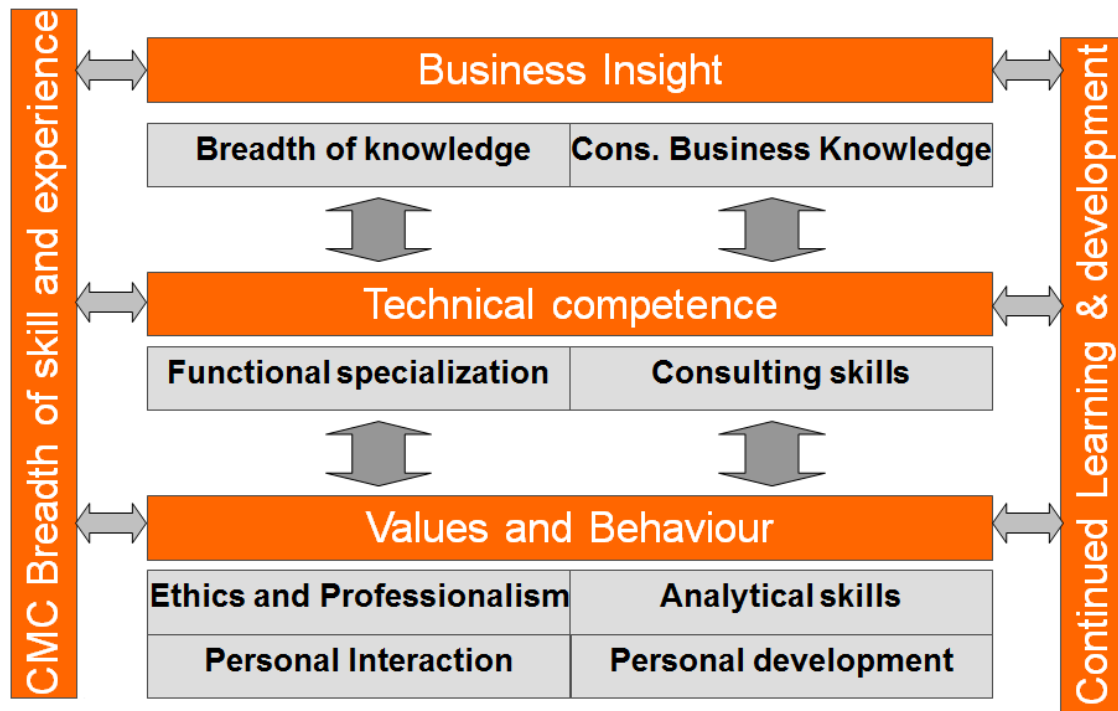 CMC Breadth of skill and experience
Business Insight
Breadth of knowledge
Cons. Business Knowledge
Technical competence
Functional specialization
Consulting skills
Values and Behaviour
Ethics and Professionalism
Analytical skills
Personal Interaction
Personal development
Continued Learning & development